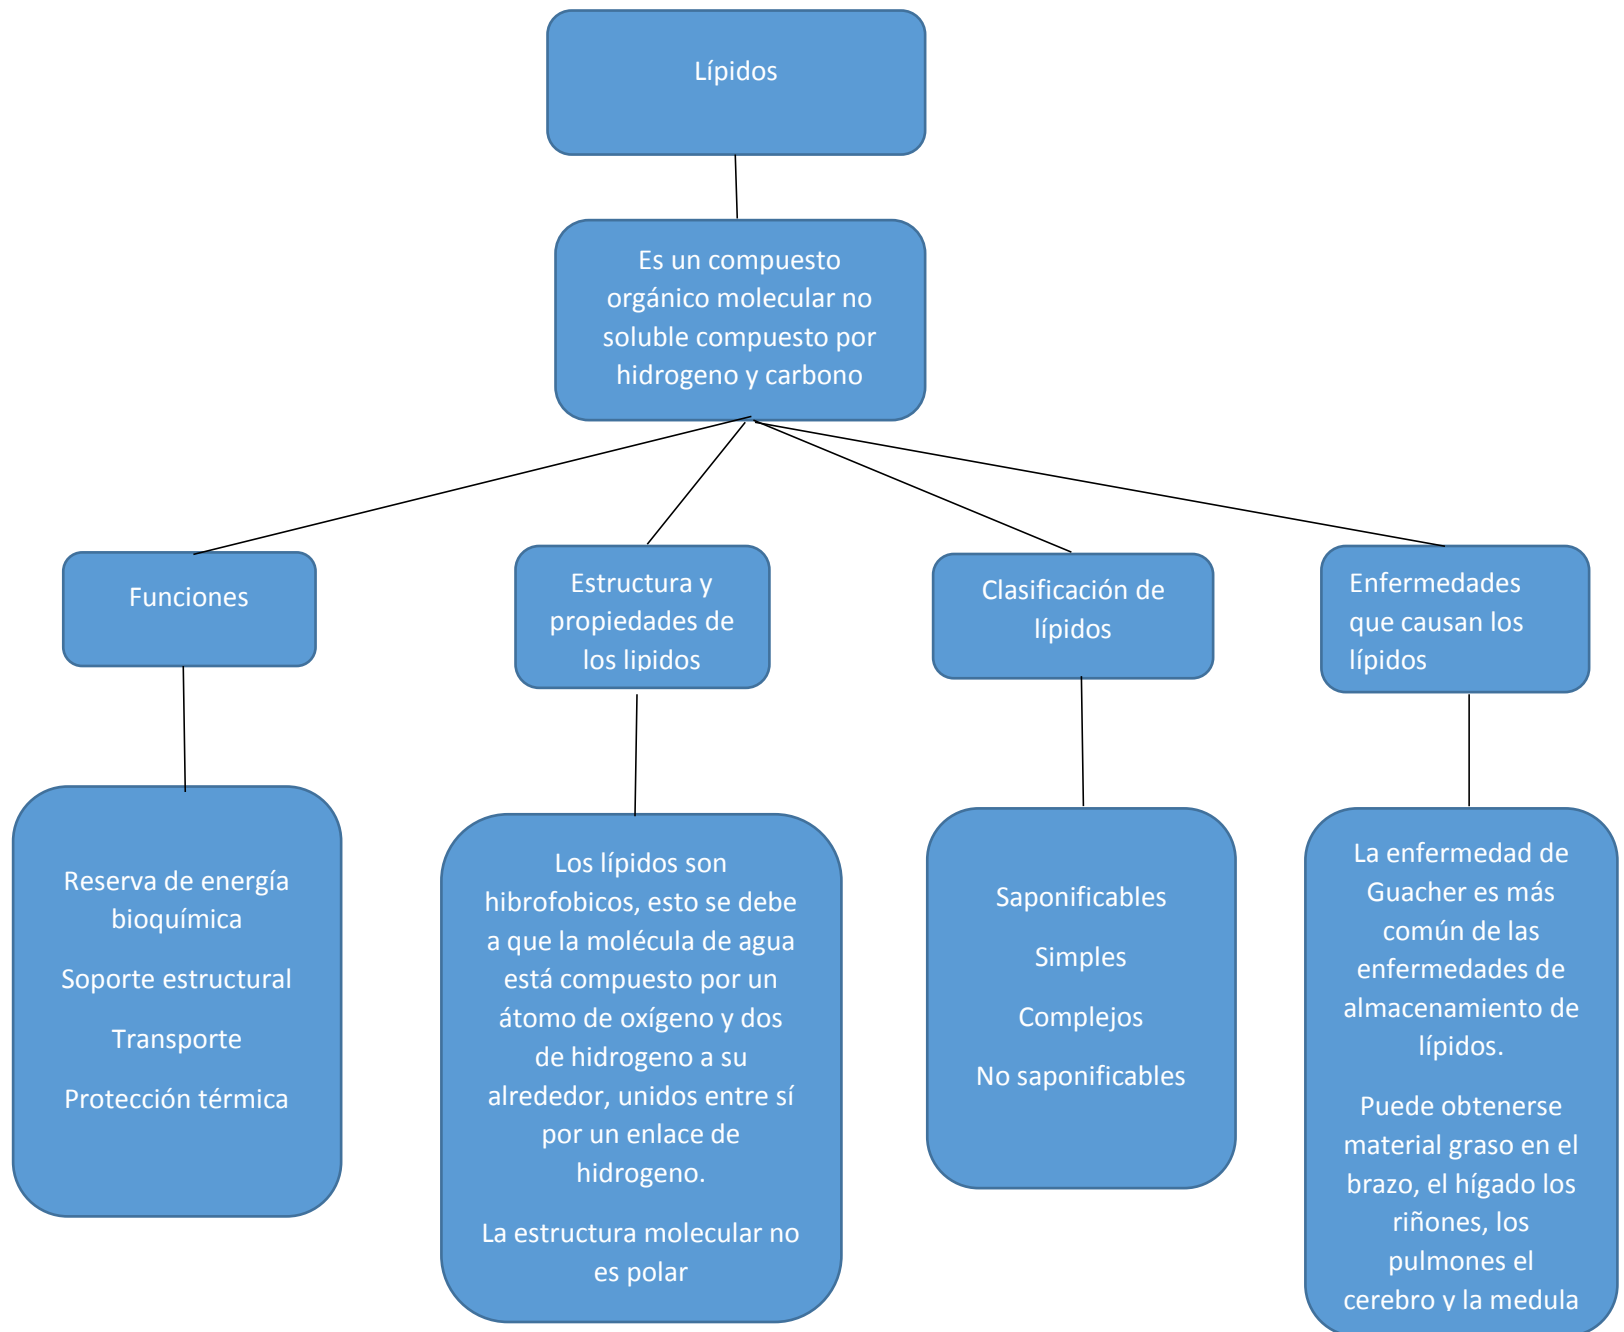 Lípidos
Es un compuesto
orgánico molecular no
soluble compuesto por
hidrogeno y carbono
Funciones
Estructura y
propiedades de
los lipidos
Clasificación de
lípidos
Enfermedades
que causan los
lípidos
Reserva de energía
bioquímica
Soporte estructural
Transporte
Protección térmica
Los lípidos son
hibrofobicos, esto se debe
a que la molécula de agua
está compuesto por un
átomo de oxígeno y dos
de hidrogeno a su
alrededor, unidos entre sí
por un enlace de
hidrogeno.
La estructura molecular no
es polar
Saponificables
Simples
Complejos
No saponificables
La enfermedad de
Guacher es más
común de las
enfermedades de
almacenamiento de
lípidos.
Puede obtenerse
material graso en el
brazo, el hígado los
riñones, los
pulmones el
cerebro y la medula